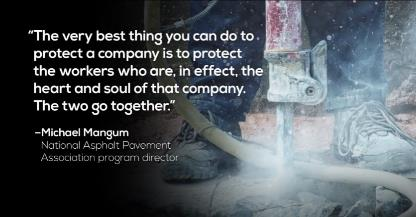 “The very best thing you can do to
protect a company is to protect
the workers who are, in effect, the
heart and soul of that company.
The two go together.”
–Michael Mangum
National Asphalt Pavement
Association program director